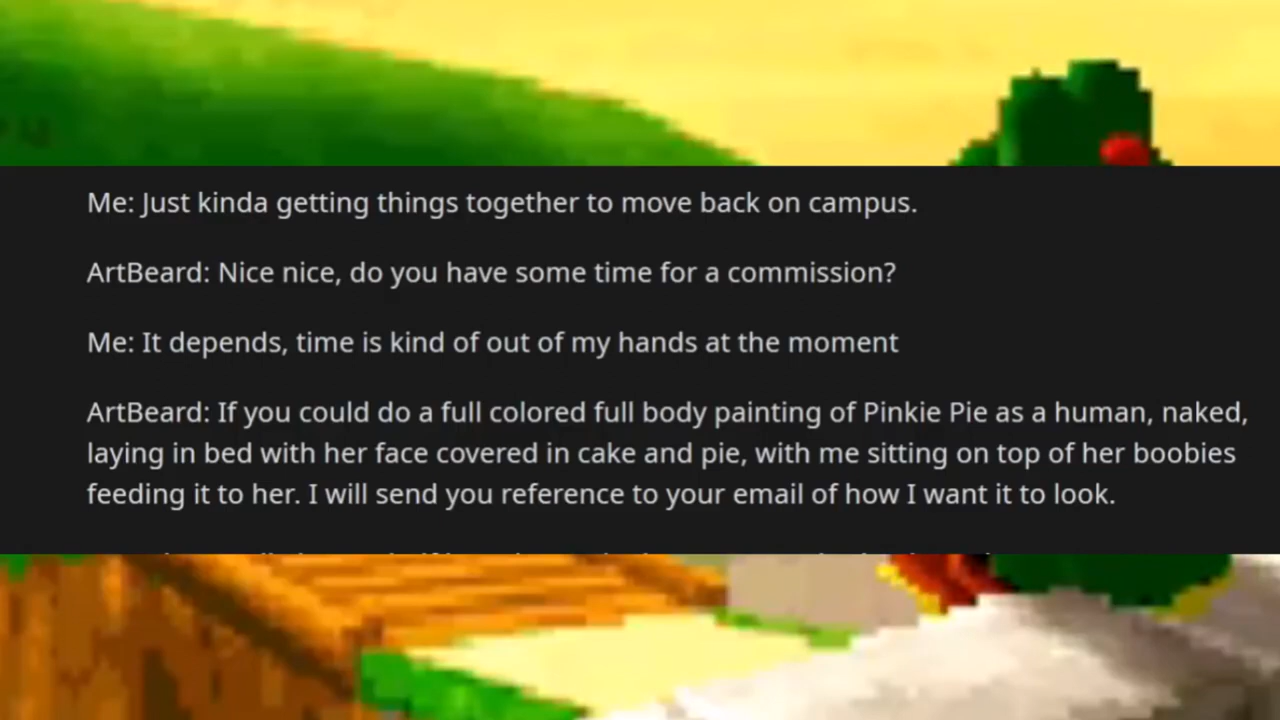 Me: Just kinda getting things together to move back on campus.
ArtBeard: Nice nice, do you have some time for a commission?
Me: It depends, time is kind of out of my hands at the moment
ArtBeard: If you could do a full colored full body painting of Pinkie Pie as a human, naked,
laying in bed with her face covered in cake and pie, with me sitting on top of her boobies
feeding it to her. I will send you reference to your email of how I want it to look.